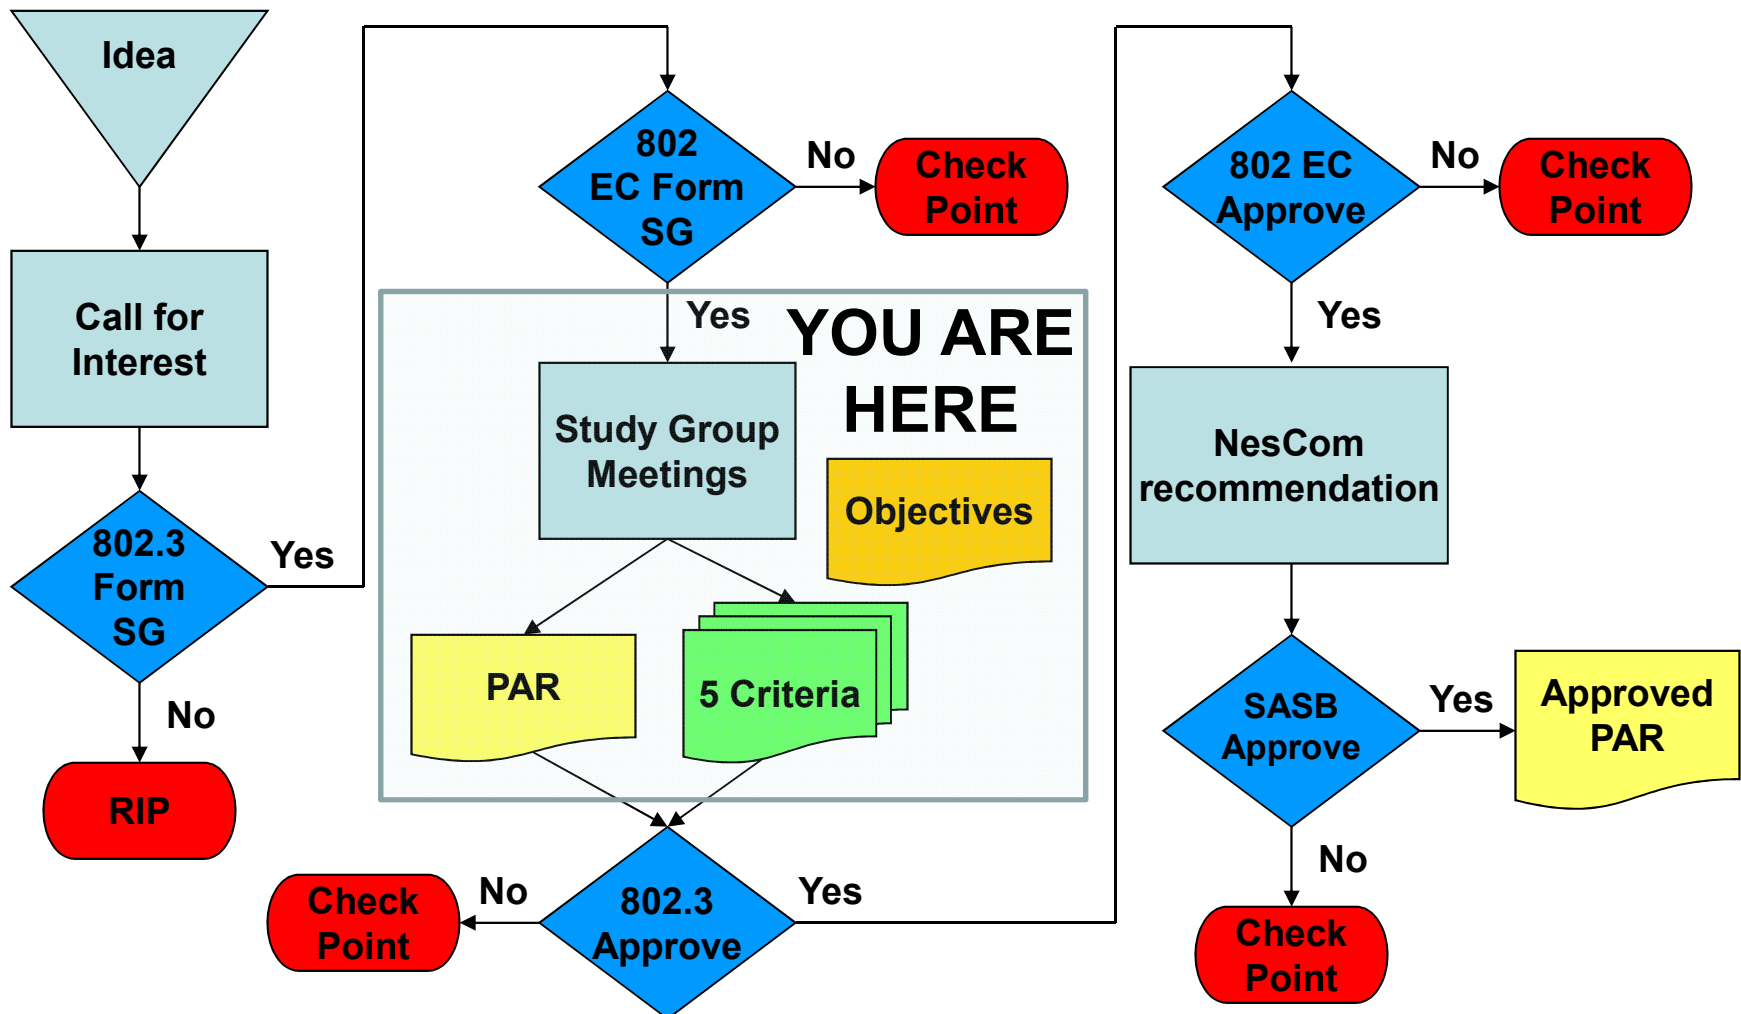 Idea
Call for
Interest
802.3
Form
SG
Yes
No
RIP
802
EC Form
SG
No
Check
Point
Yes
YOU ARE
HERE
Study Group
Meetings
Objectives
PAR
5 Criteria
802.3
Approve
No
Check
Point
Yes
802 EC
Approve
No
Check
Point
Yes
NesCom
recommendation
SASB
Approve
Yes
Approved
PAR
No
Check
Point